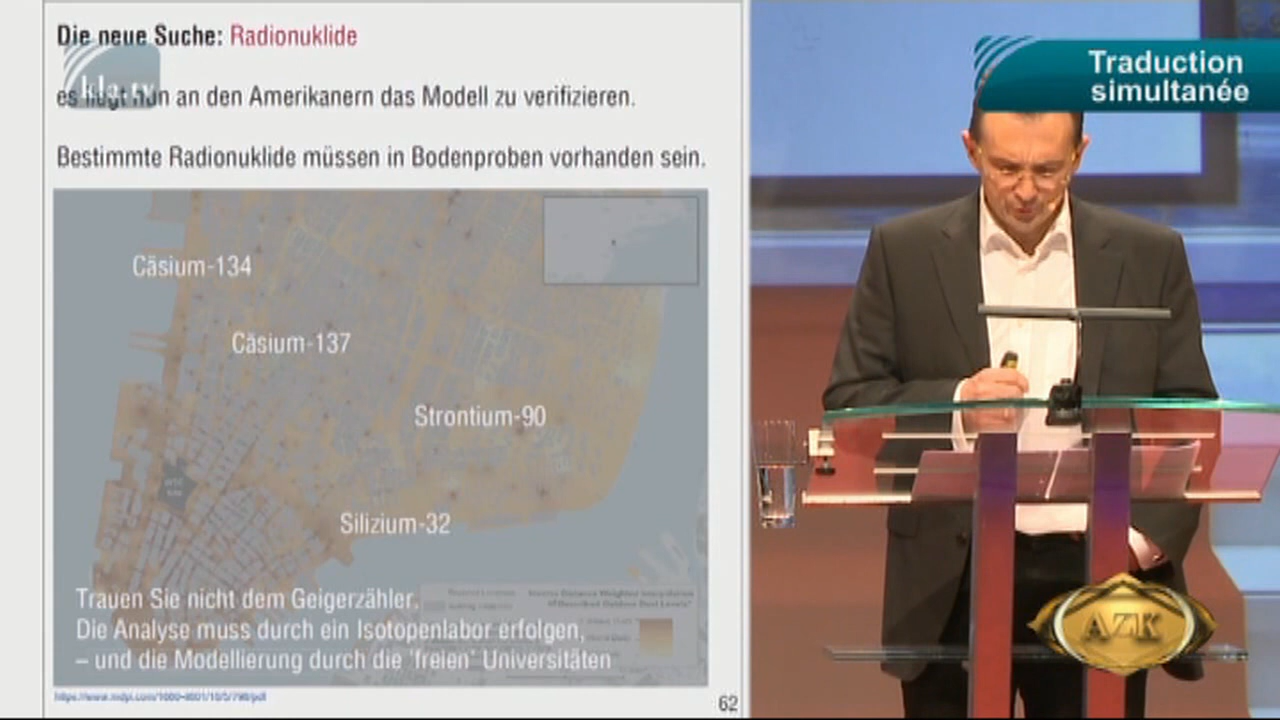 Die neue Suche: Radionuklide
kla.tv
es liegt nun an den Amerikanern das Modell zu verifizieren.
Bestimmte Radionuklide müssen in Bodenproben vorhanden sein.
Traduction
simultanée
Cäsium-134
Cäsium-137
Strontium-90
Silizium-32
Trauen Sie nicht dem Geigerzähler.
Die Analyse muss durch ein Isotopenlabor erfolgen,
– und die Modellierung durch die 'freien' Universitäten
62
AZK